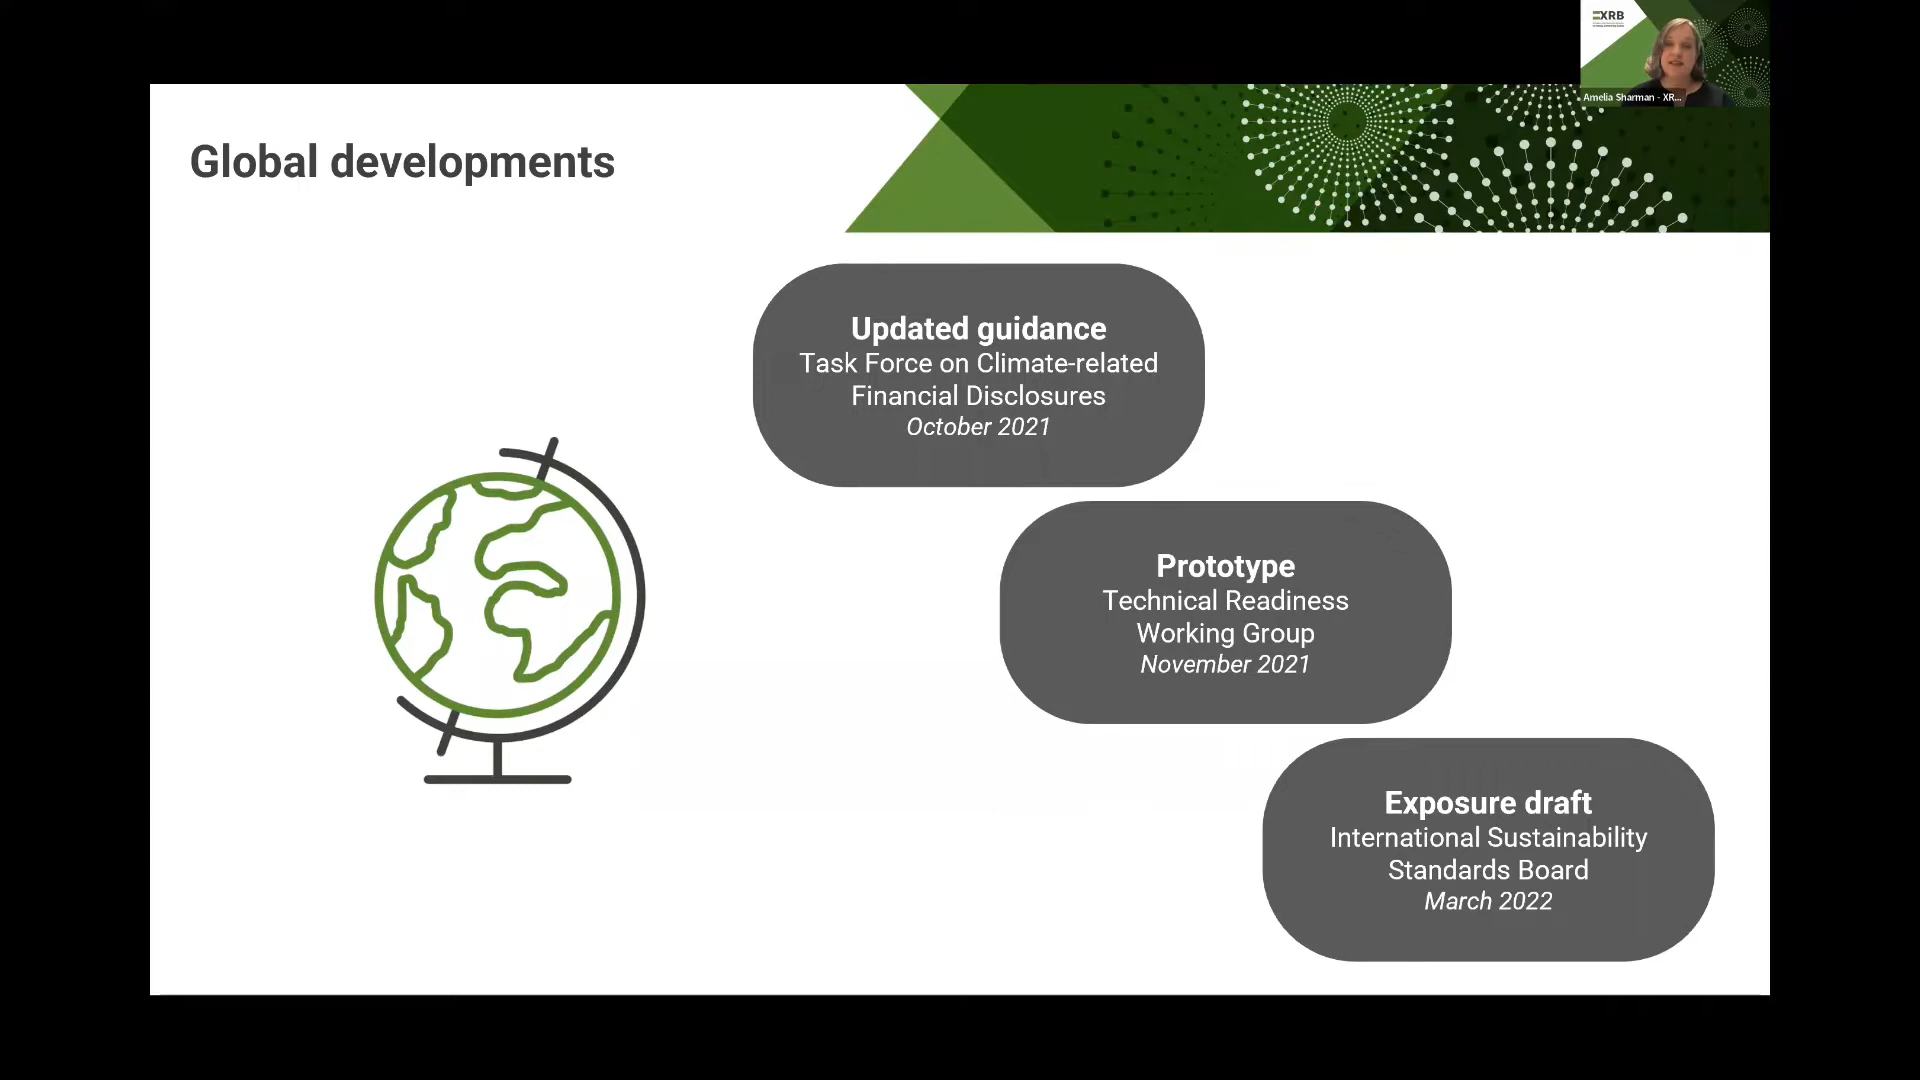 XRB
Amelia Sharman - XR...
Global developments
Updated guidance
Task Force on Climate-related
Financial Disclosures
October 2021
Prototype
Technical Readiness
Working Group
November 2021
Exposure draft
International Sustainability
Standards Board
March 2022